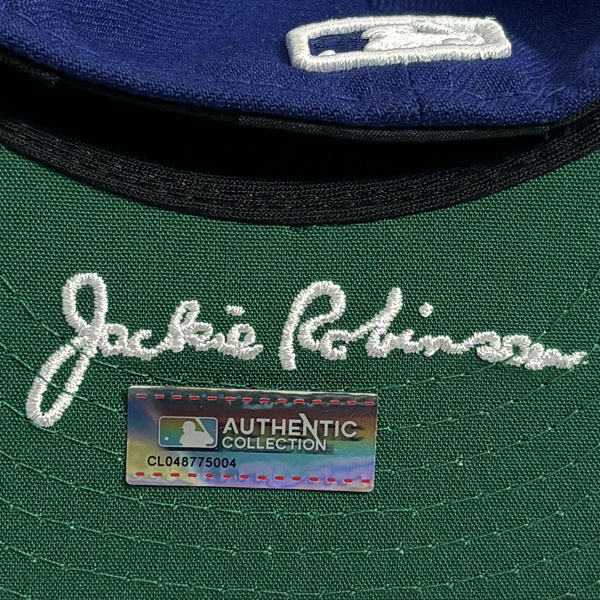 Jackie Robinson
AUTHENTIC
COLLECTION
CL048775004